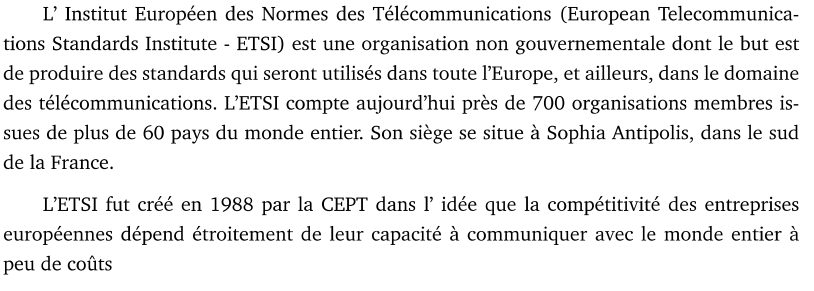 L’ Institut Européen des Normes des Télécommunications (European Telecommunica-
tions Standards Institute - ETSI) est une organisation non gouvernementale dont le but est
de produire des standards qui seront utilisés dans toute l’Europe, et ailleurs, dans le domaine
des télécommunications. L’ETSI compte aujourd’hui près de 700 organisations membres is-
sues de plus de 60 pays du monde entier. Son siège se situe à Sophia Antipolis, dans le sud
de la France.
L’ETSI fut créé en 1988 par la CEPT dans l’ idée que la compétitivité des entreprises
européennes dépend étroitement de leur capacité à communiquer avec le monde entier à
peu de coûts